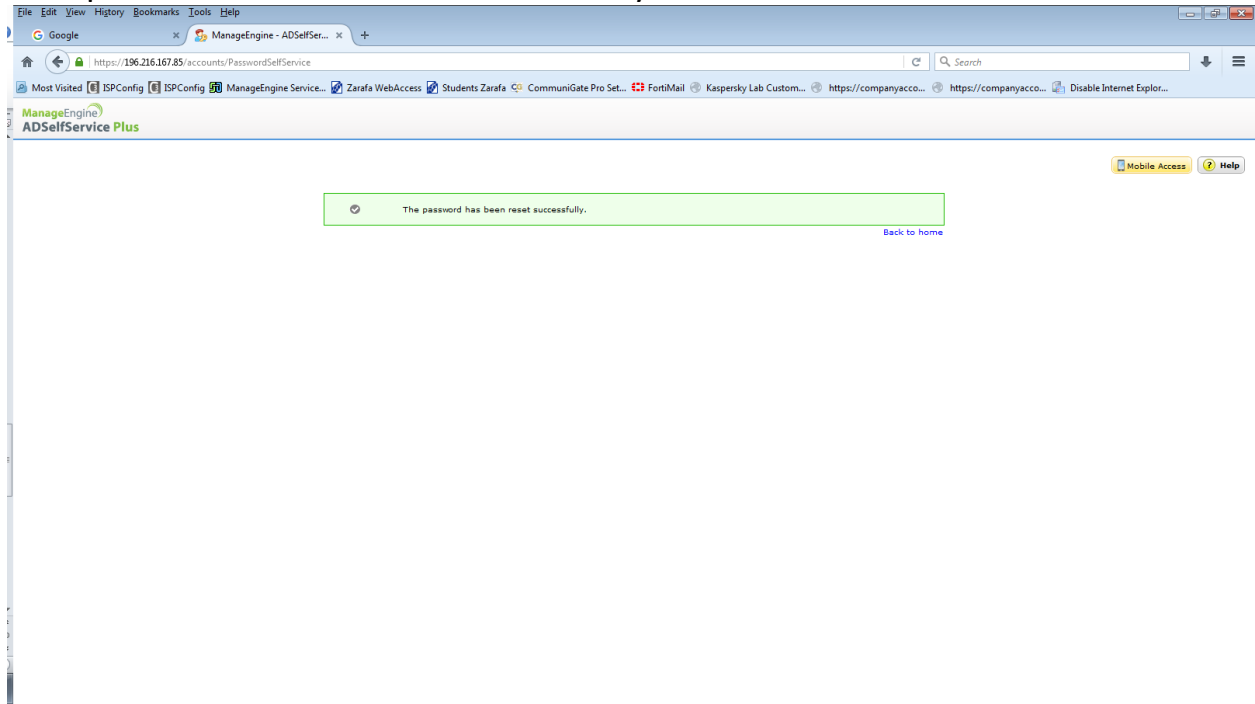 File Edit View History Bookmarks Tools Help
Google ManageEngine - ADSelfSer... +
https://196.216.167.85/accounts/PasswordSelfService Search
Most Visited ISPConfig ISPConfig ManageEngine Service... Zarafa WebAccess Students Zarafa CommuniGate Pro Set... FortiMail Kaspersky Lab Custom... https://companyacco... https://companyacco... Disable Internet Explor...
ManageEngine
ADSelfService Plus
Mobile Access ? Help
The password has been reset successfully.
Back to home